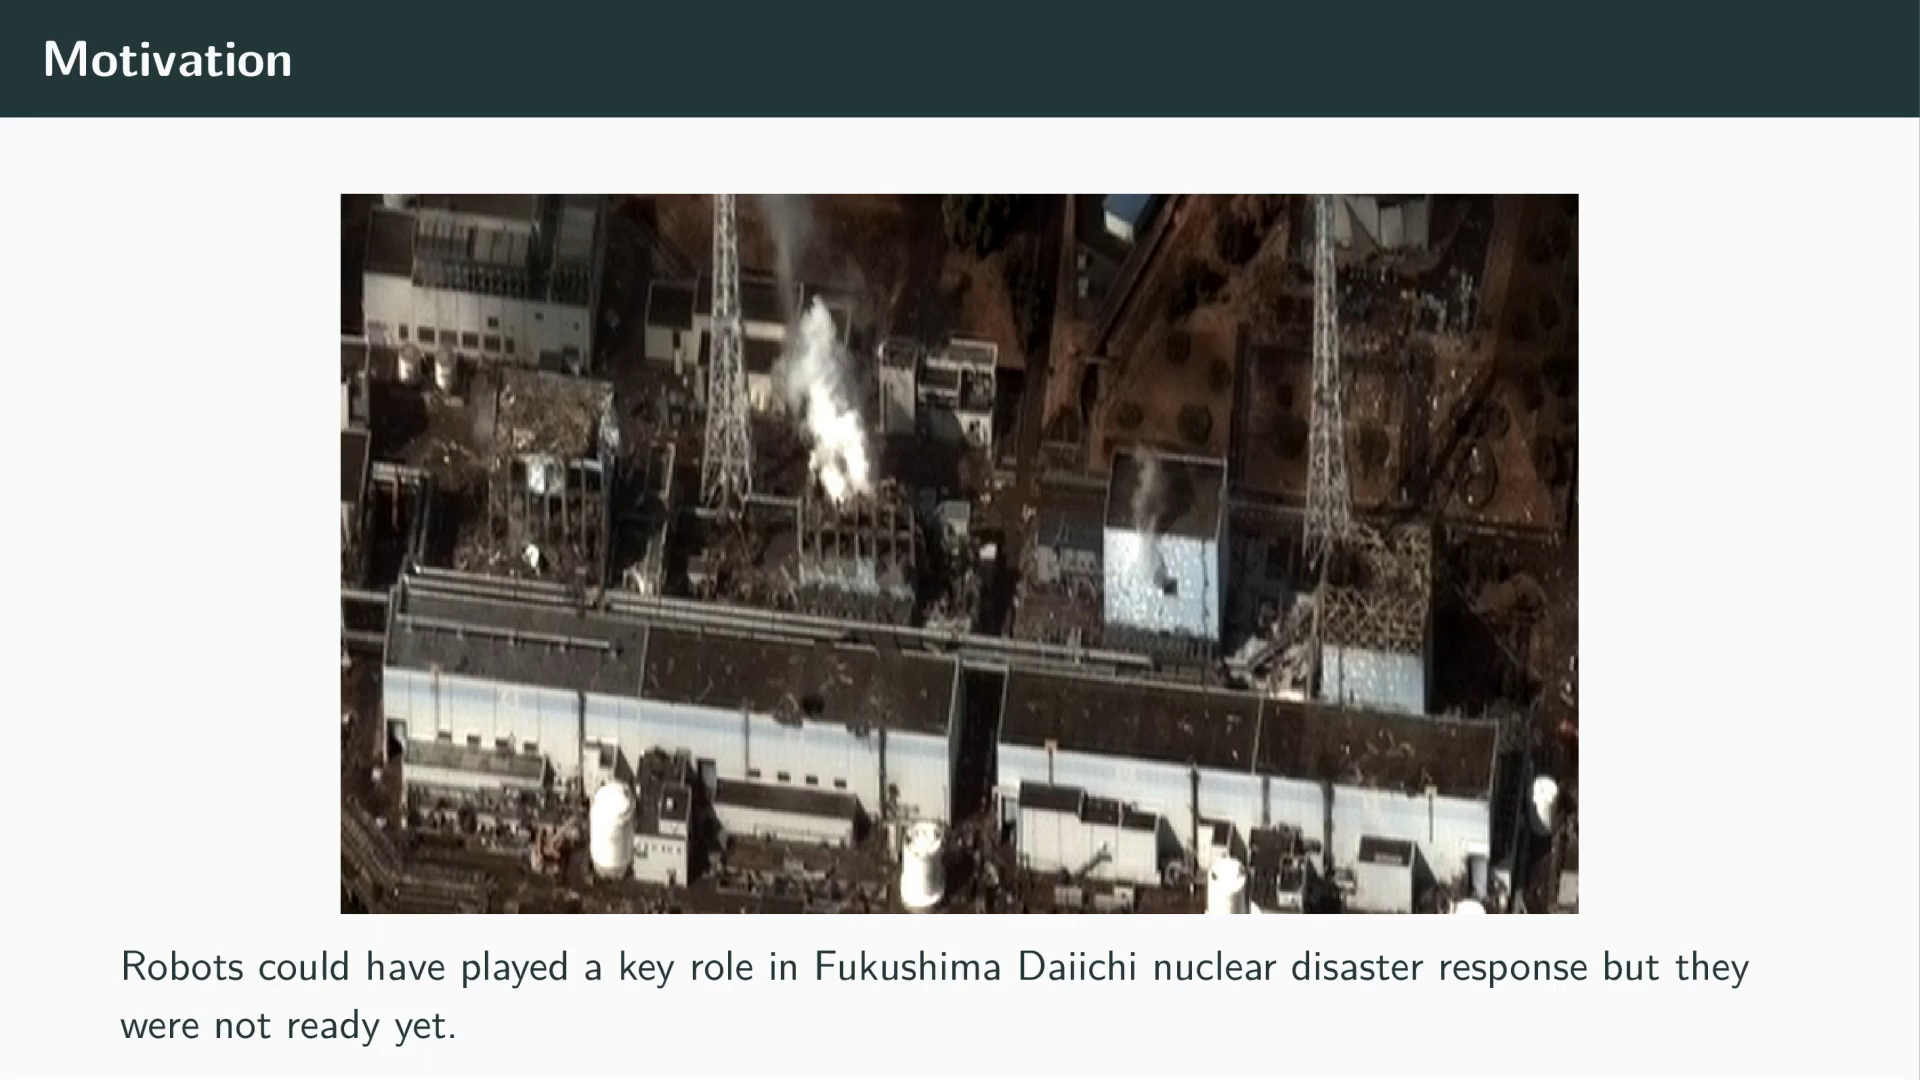 Motivation
Robots could have played a key role in Fukushima Daiichi nuclear disaster response but they
were not ready yet.